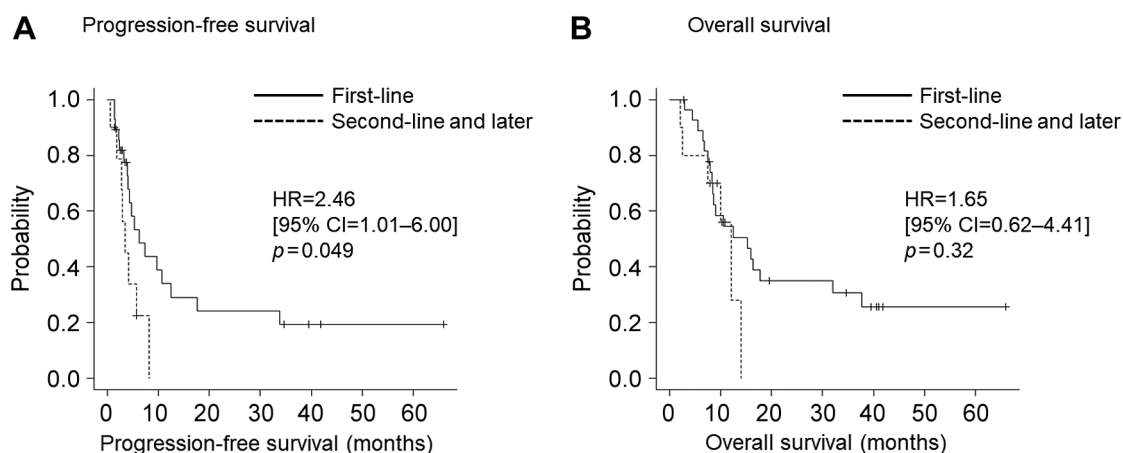 A Progression-free survival
First-line
Second-line and later
HR=2.46
[95% CI=1.01–6.00]
p=0.049
Probability
1.0
0.8
0.6
0.4
0.2
0.0
0 10 20 30 40 50 60
Progression-free survival (months)
B Overall survival
First-line
Second-line and later
HR=1.65
[95% CI=0.62–4.41]
p=0.32
Probability
1.0
0.8
0.6
0.4
0.2
0.0
0 10 20 30 40 50 60
Overall survival (months)